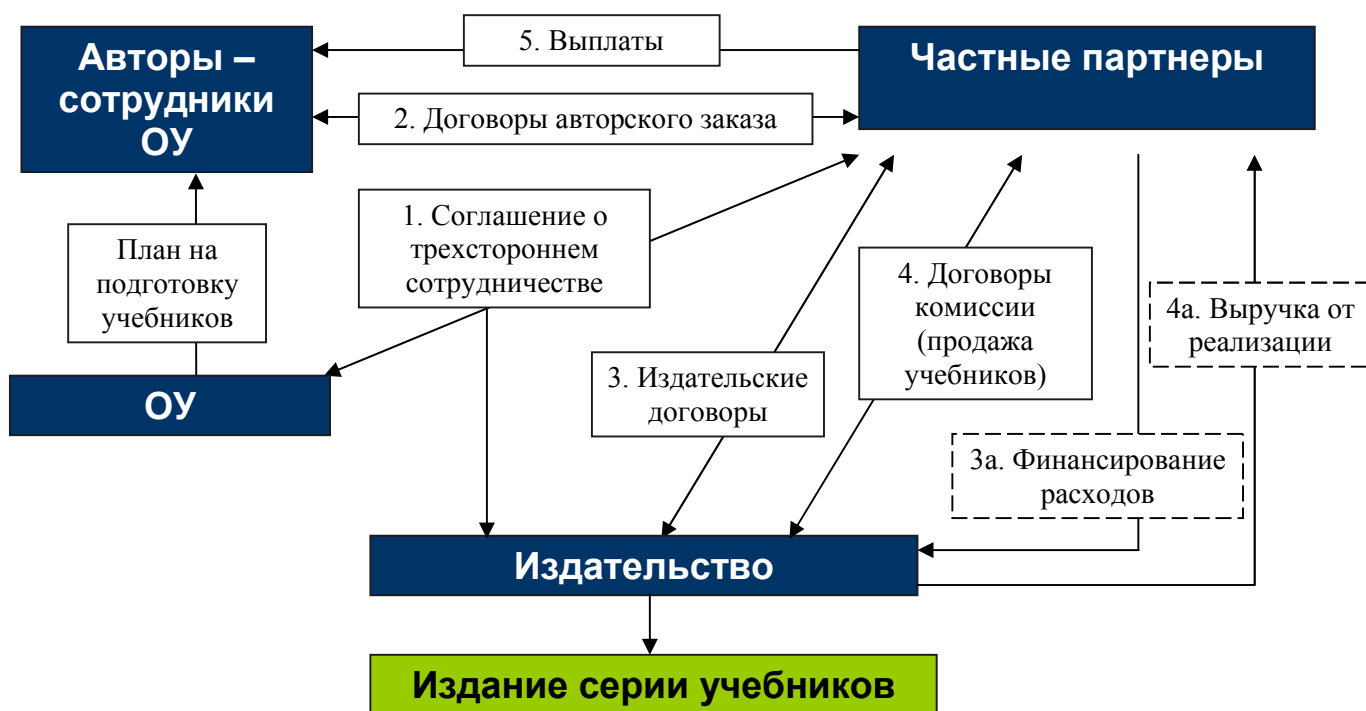 Авторы –
сотрудники
ОУ
5. Выплаты
Частные партнеры
2. Договоры авторского заказа
План на
подготовку
учебников
1. Соглашение о
трехстороннем
сотрудничестве
4. Договоры
комиссии
(продажа
учебников)
4а. Выручка от
реализации
3. Издательские
договоры
ОУ
3а. Финансирование
расходов
Издательство
Издание серии учебников